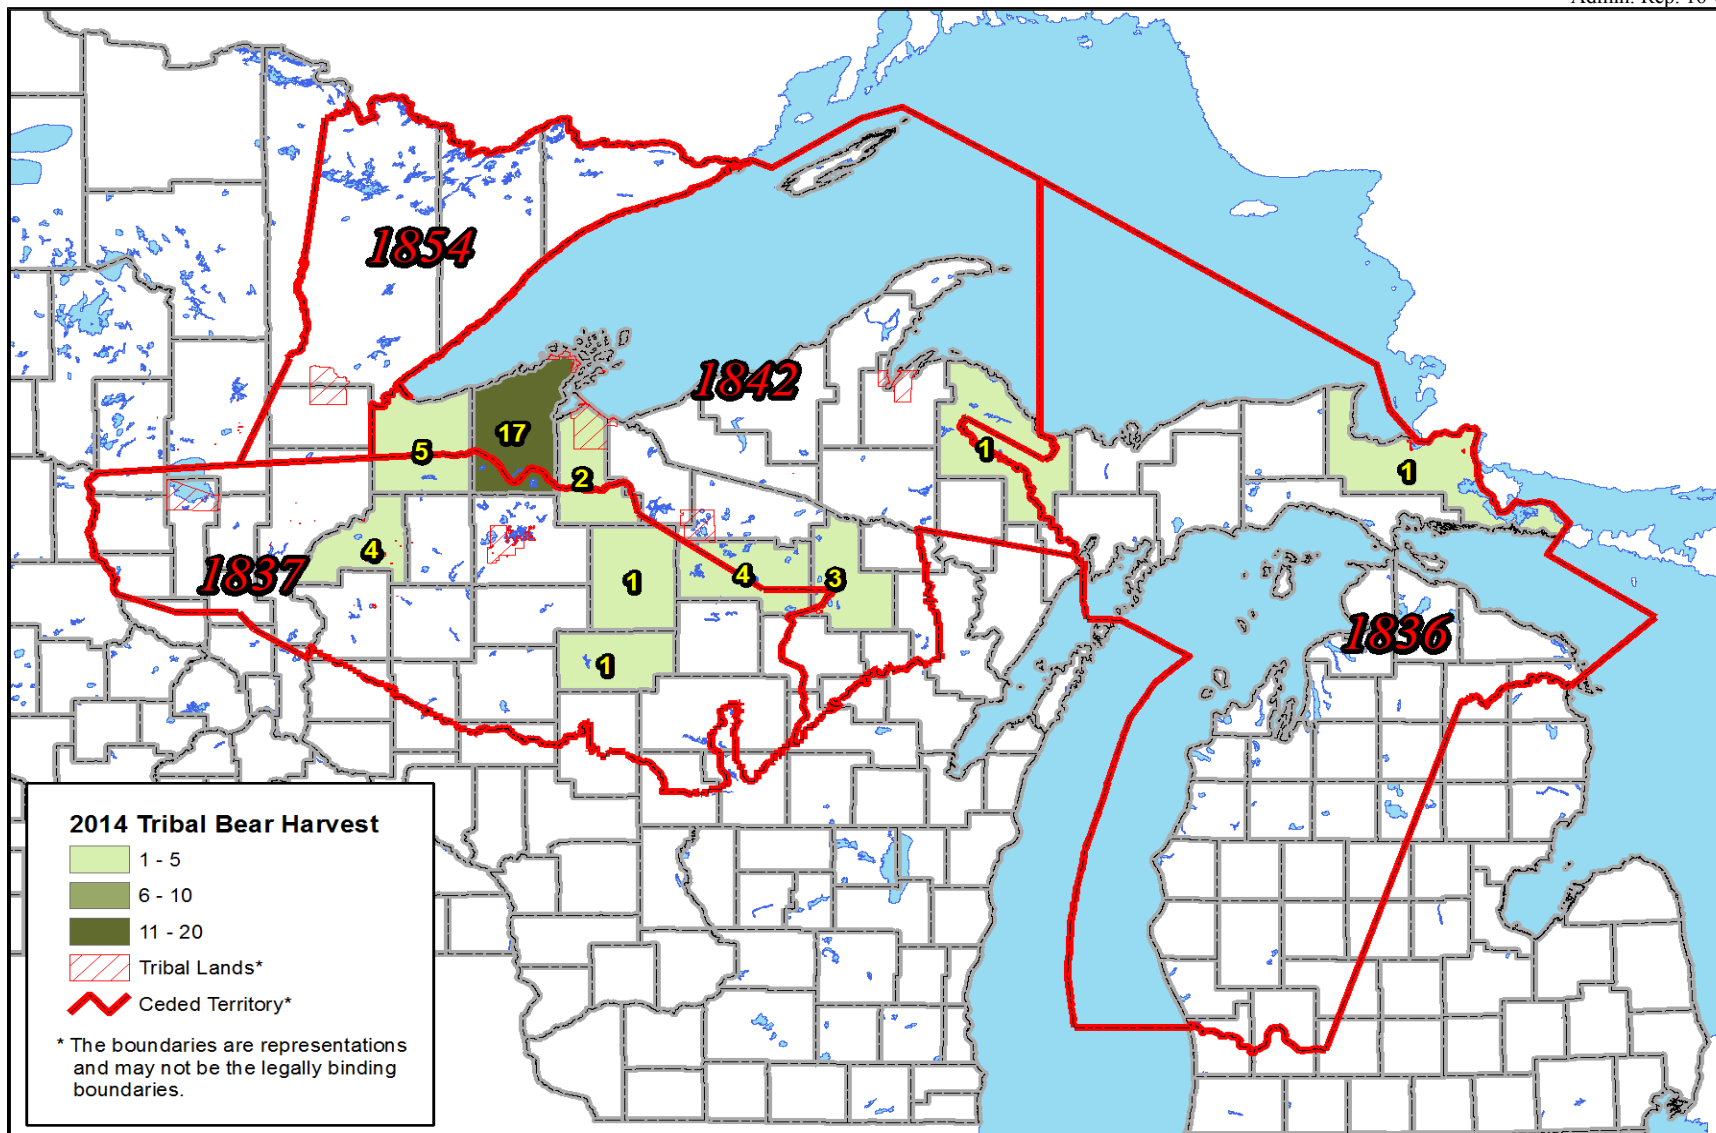 1854
1842
17
5
1
1
2
4
1837
1
4
3
1836
1
2014 Tribal Bear Harvest
1 - 5
6 - 10
11 - 20
Tribal Lands*
Ceded Territory*
* The boundaries are representations
and may not be the legally binding
boundaries.